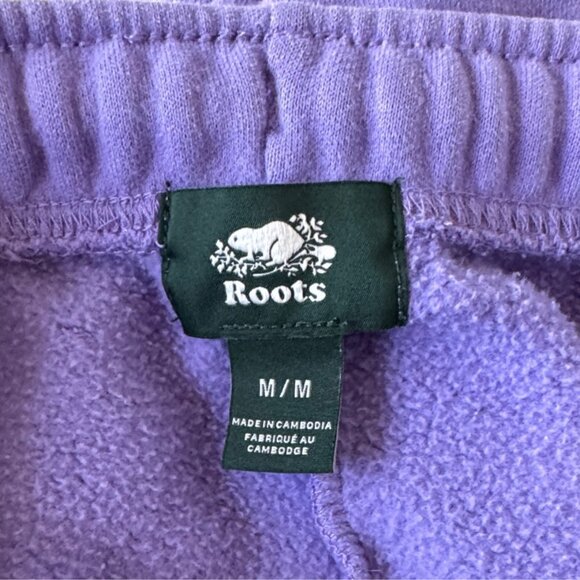 Roots
M/M
MADE IN CAMBODIA
FABRIQUÉ AU
CAMBODGE